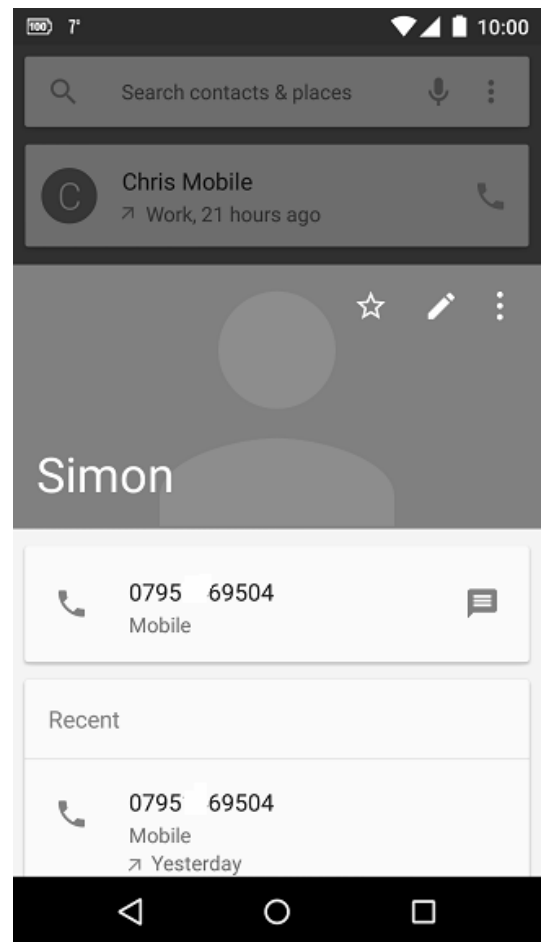 100 7° 10:00
Search contacts & places
C
Chris Mobile
Work, 21 hours ago
Simon
0795 69504
Mobile
Recent
0795 69504
Mobile
Yesterday